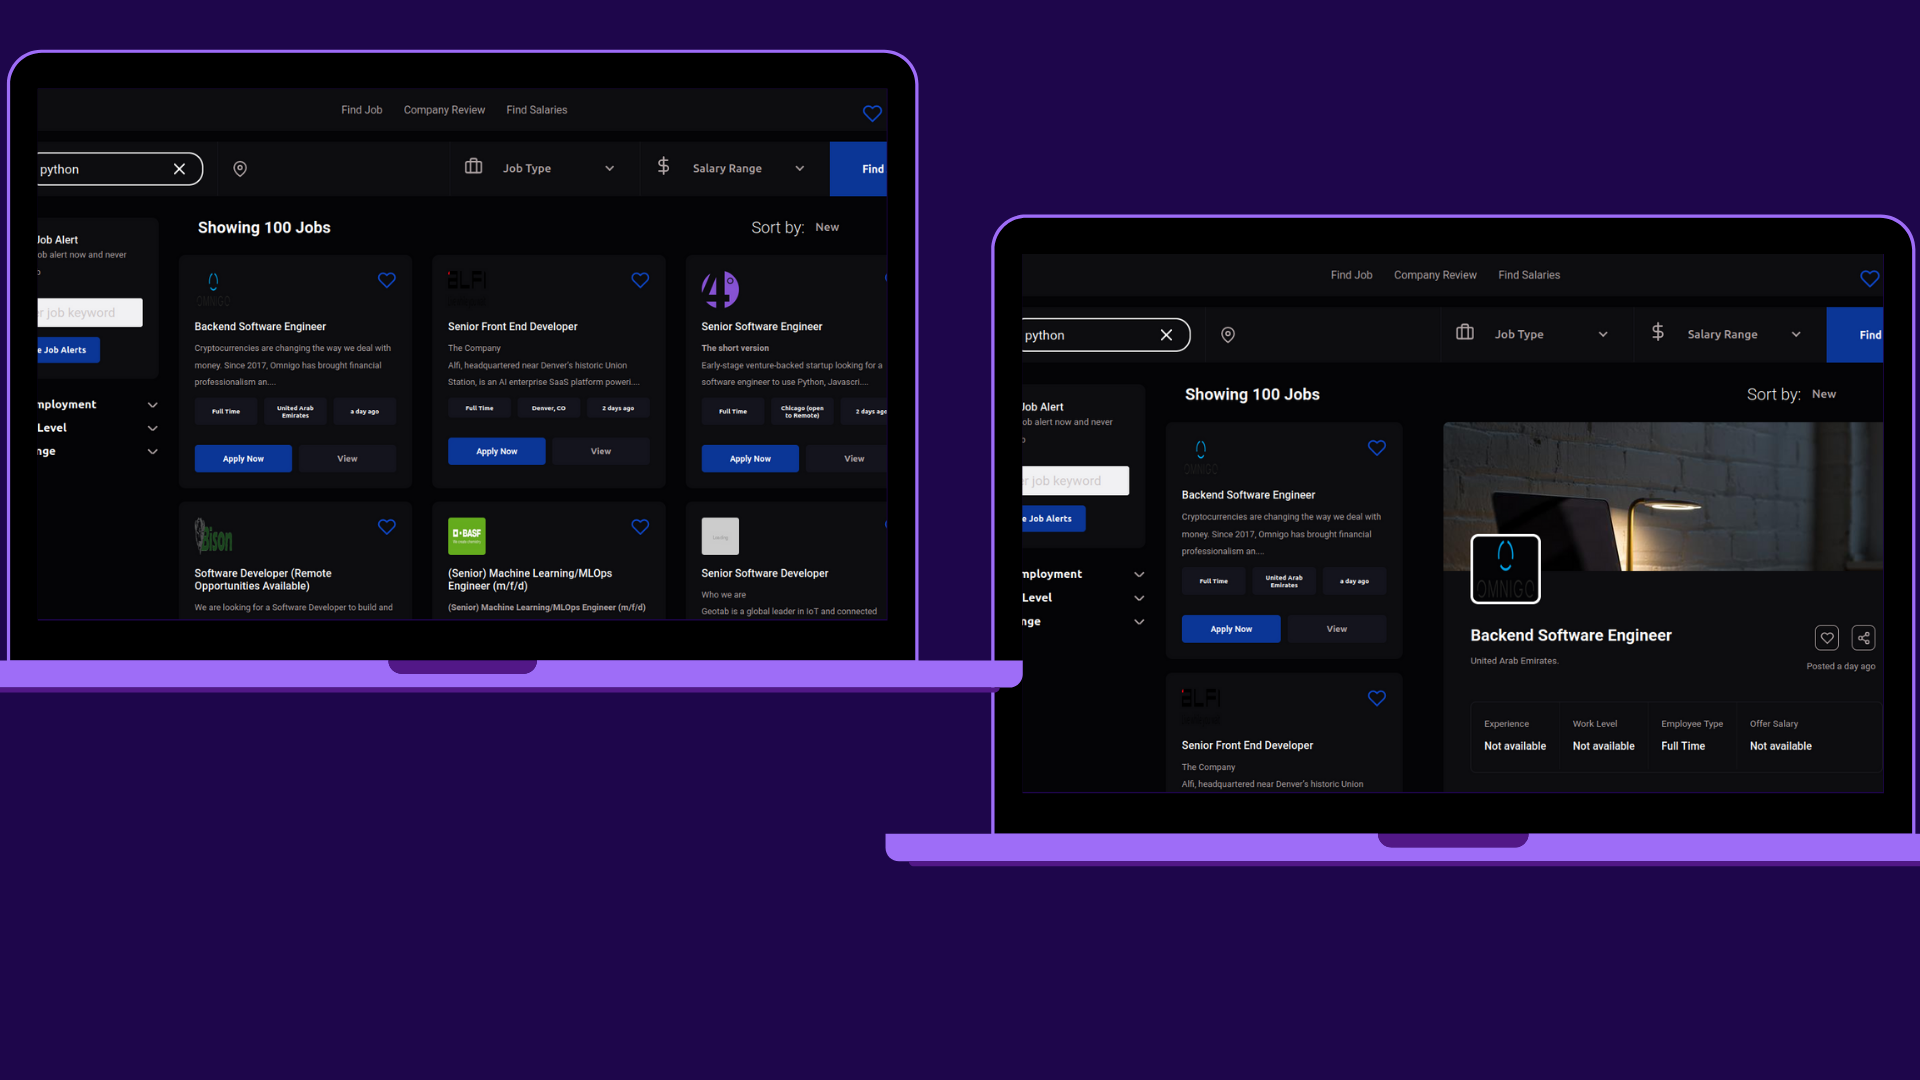 Find Job Company Review Find Salaries
python Job Type Salary Range Find
Showing 100 Jobs Sort by: New
Job Alert
ob alert now and never
o
r job keyword
e Job Alerts
mployment
Level
nge
OMNIGO
Backend Software Engineer
Cryptocurrencies are changing the way we deal with
money. Since 2017, Omnigo has brought financial
professionalism an....
Full Time
United Arab
Emirates
a day ago
Apply Now View
ALFI
Senior Front End Developer
The Company
Alfi, headquartered near Denver's historic Union
Station, is an AI enterprise SaaS platform poweri....
Full Time Denver, CO 2 days ago
Apply Now View
Senior Software Engineer
The short version
Early-stage venture-backed startup looking for a
software engineer to use Python, Javascri....
Full Time
Chicago (open
to Remote)
2 days ago
Apply Now View
Bison
Software Developer (Remote
Opportunities Available)
We are looking for a Software Developer to build and
BASF
(Senior) Machine Learning/MLOps
Engineer (m/f/d)
(Senior) Machine Learning/MLOps Engineer (m/f/d)
Senior Software Developer
Who we are
Geotab is a global leader in IoT and connected
Find Job Company Review Find Salaries
python Job Type Salary Range Find
Showing 100 Jobs Sort by: New
Job Alert
ob alert now and never
o
r job keyword
e Job Alerts
mployment
Level
nge
OMNIGO
Backend Software Engineer
Cryptocurrencies are changing the way we deal with
money. Since 2017, Omnigo has brought financial
professionalism an....
Full Time
United Arab
Emirates
a day ago
Apply Now View
ALFI
Senior Front End Developer
The Company
Alfi, headquartered near Denver's historic Union
OMNIGO
Backend Software Engineer
United Arab Emirates.
Posted a day ago
Experience Work Level Employee Type Offer Salary
Not available Not available Full Time Not available